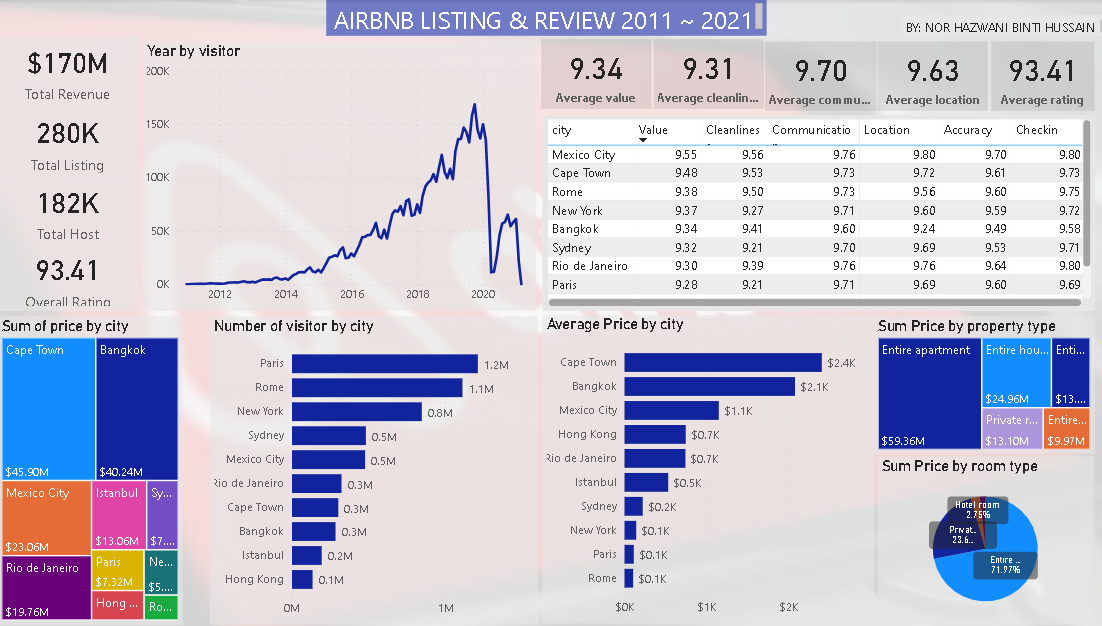 AIRBNB LISTING & REVIEW 2011 ~ 2021
BY: NOR HAZWANI BINTI HUSSAIN
$170M
Total Revenue
280K
Total Listing
182K
Total Host
93.41
Overall Rating
Year by visitor
200K
150K
100K
50K
0K
2012 2014 2016 2018 2020
9.34
Average value
9.31
Average cleanlin...
9.70
Average commu...
9.63
Average location
93.41
Average rating
city Value Cleanlines Communicatio Location Accuracy Checkin
Mexico City 9.55 9.56 9.76 9.80 9.70 9.80
Cape Town 9.48 9.53 9.73 9.72 9.61 9.73
Rome 9.38 9.50 9.73 9.56 9.60 9.75
New York 9.37 9.27 9.71 9.60 9.59 9.72
Bangkok 9.34 9.41 9.60 9.24 9.49 9.58
Sydney 9.32 9.21 9.70 9.69 9.53 9.71
Rio de Janeiro 9.30 9.39 9.76 9.76 9.64 9.80
Paris 9.28 9.21 9.71 9.69 9.60 9.69
Sum of price by city
Cape Town
$45.90M
Bangkok
$40.24M
Mexico City
$23.06M
Rio de Janeiro
$19.76M
Istanbul
$13.06M
Sy...
$7....
Paris
$7.32M
Ne...
$5....
Hong ...
Ro...
Number of visitor by city
Paris 1.2M
Rome 1.1M
New York 0.8M
Sydney 0.5M
Mexico City 0.5M
Rio de Janeiro 0.3M
Cape Town 0.3M
Bangkok 0.3M
Istanbul 0.2M
Hong Kong 0.1M
0M 1M
Average Price by city
Cape Town $2.4K
Bangkok $2.1K
Mexico City $1.1K
Hong Kong $0.7K
Rio de Janeiro $0.7K
Istanbul $0.5K
Sydney $0.2K
New York $0.1K
Paris $0.1K
Rome $0.1K
$0K $1K $2K
Sum Price by property type
Entire apartment
$59.36M
Entire hou...
$24.96M
Enti...
$13....
Private r...
$13.10M
Entire...
$9.97M
Sum Price by room type
Hotel room
2.75%
Privat...
23.6...
Entire ...
71.97%